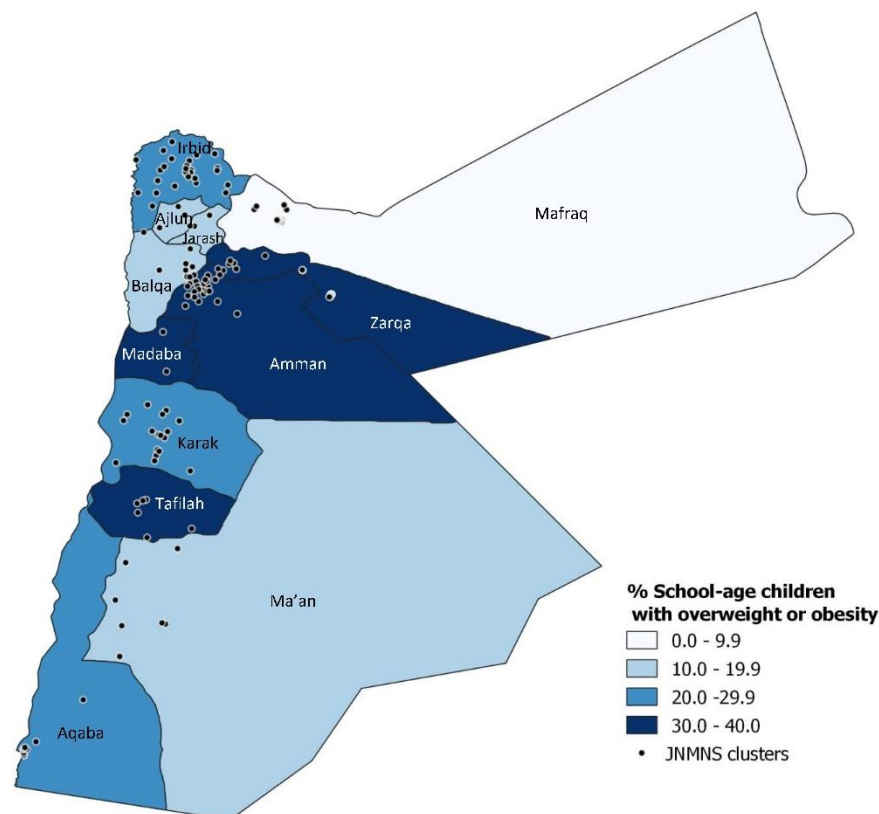 Irbid
Mafraq
Ajlun
Jarash
Balqa
Zarqa
Madaba
Amman
Karak
Tafilah
Ma’an
Aqaba
% School-age children
with overweight or obesity
0.0 - 9.9
10.0 - 19.9
20.0 -29.9
30.0 - 40.0
JNMNS clusters